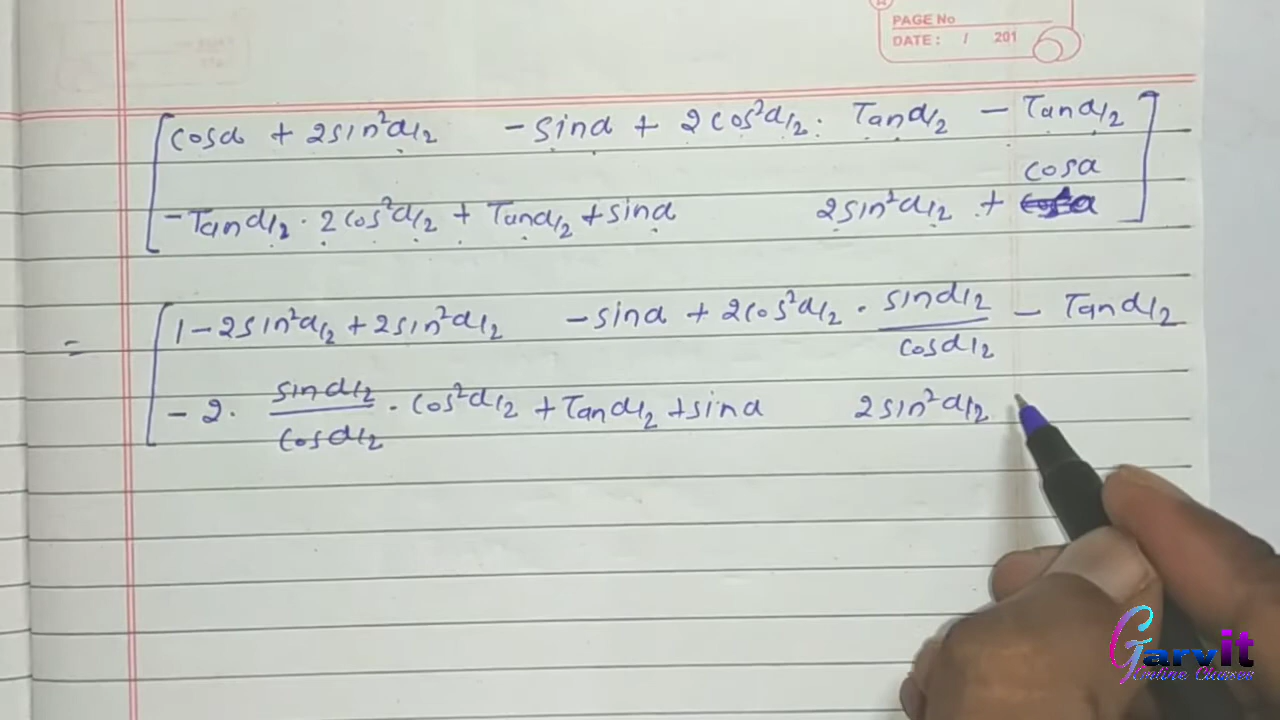 PAGE No
DATE : / 201
cosα + 2sin²α/2 - sinα + 2cos²α/2 . Tanα/2 - Tanα/2
cosα
-Tanα/2 . 2cos²α/2 + Tanα/2 + sinα 2sin²α/2 +
= 1 - 2sin²α/2 + 2sin²α/2 - sinα + 2cos²α/2 . sinα/2 / cosα/2 - Tanα/2
- 2 . sinα/2 / cosα/2 . cos²α/2 + Tanα/2 + sinα 2sin²α/2
Garvit
Online Classes